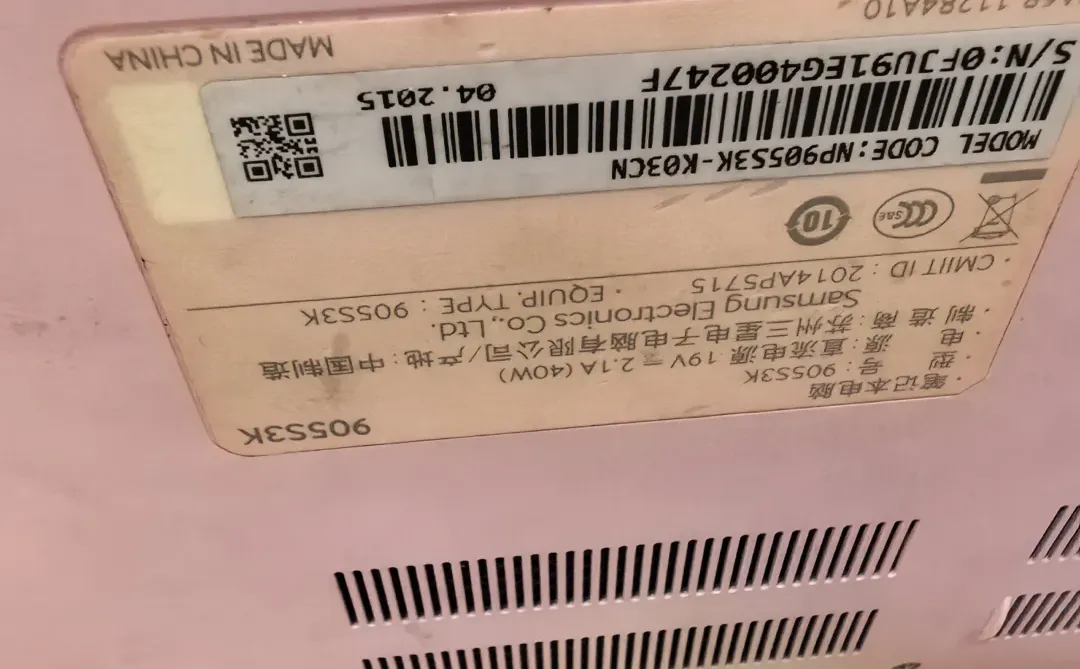 905S3K
笔记本电脑
· 型 号 : 905S3K
· 电 源 : 直流电源 19V ⎓ 2.1A (40W)
· 制 造 商 : 苏州三星电子电脑有限公司/产地 : 中国制造
Samsung Electronics Co., Ltd.
· CMIIT ID : 2014AP5715 · EQUIP. TYPE : 905S3K
10
CCC S&E
MODEL CODE:NP905S3K-K03CN
04.2015
S/N:0FJU91EG400247F
MADE IN CHINA
11284A10